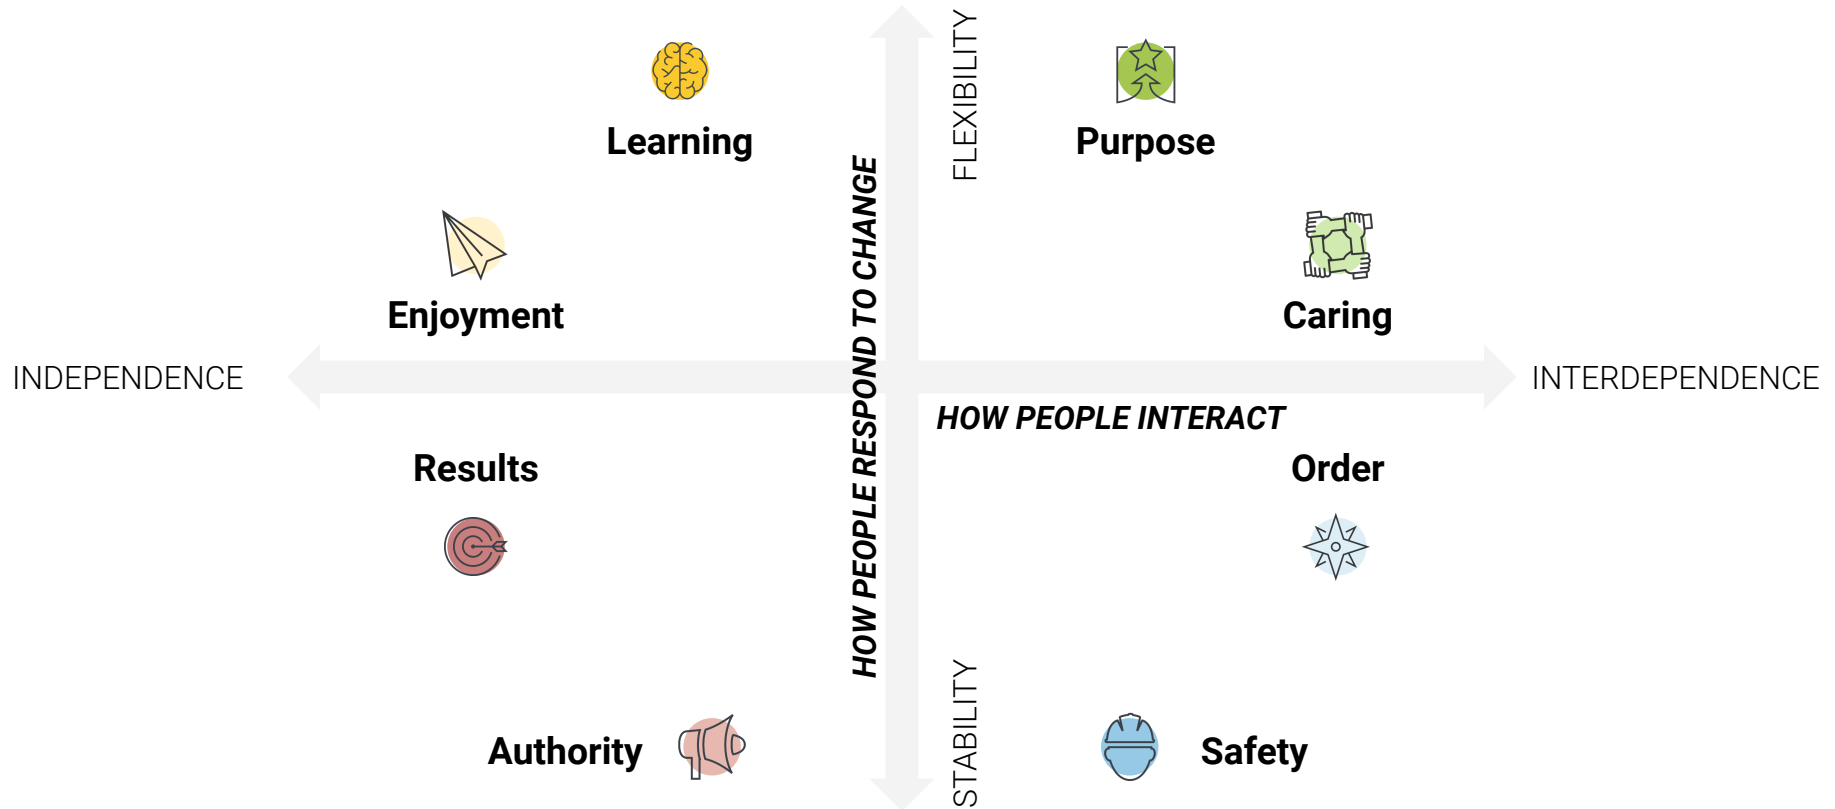 FLEXIBILITY
Learning
Purpose
HOW PEOPLE RESPOND TO CHANGE
Enjoyment
Caring
INDEPENDENCE
INTERDEPENDENCE
HOW PEOPLE INTERACT
Results
Order
STABILITY
Authority
Safety